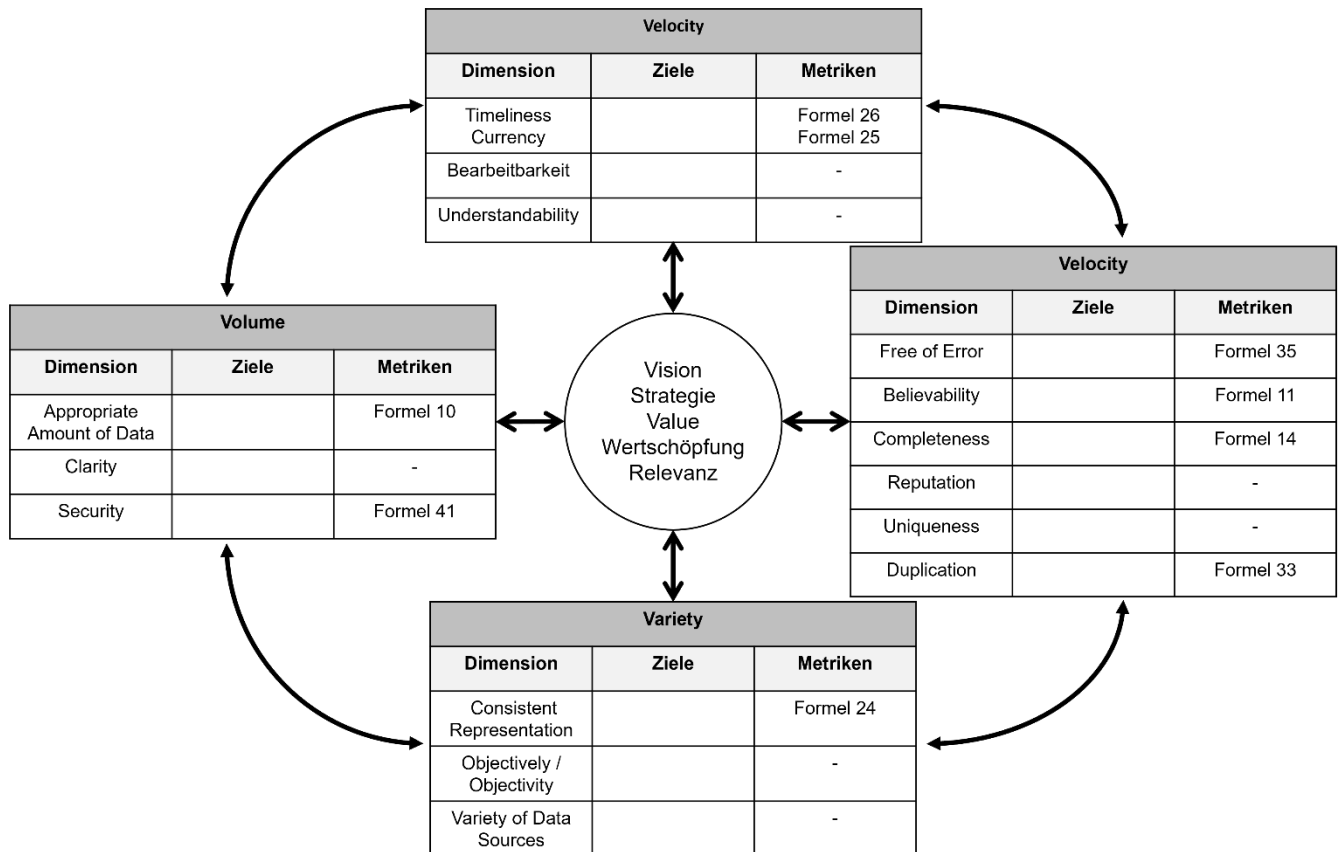 Velocity
Dimension Ziele Metriken
Timeliness
Currency
Formel 26
Formel 25
Bearbeitbarkeit -
Understandability -
Volume
Dimension Ziele Metriken
Appropriate
Amount of Data
Formel 10
Clarity -
Security Formel 41
Vision
Strategie
Value
Wertschöpfung
Relevanz
Velocity
Dimension Ziele Metriken
Free of Error Formel 35
Believability Formel 11
Completeness Formel 14
Reputation -
Uniqueness -
Duplication Formel 33
Variety
Dimension Ziele Metriken
Consistent
Representation
Formel 24
Objectively /
Objectivity
-
Variety of Data
Sources
-